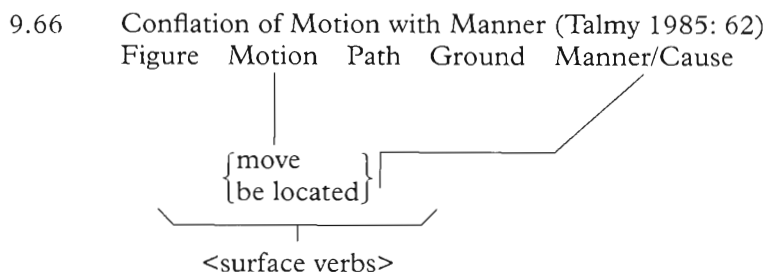 9.66 Conflation of Motion with Manner (Talmy 1985: 62)
Figure Motion Path Ground Manner/Cause
move
be located
<surface verbs>